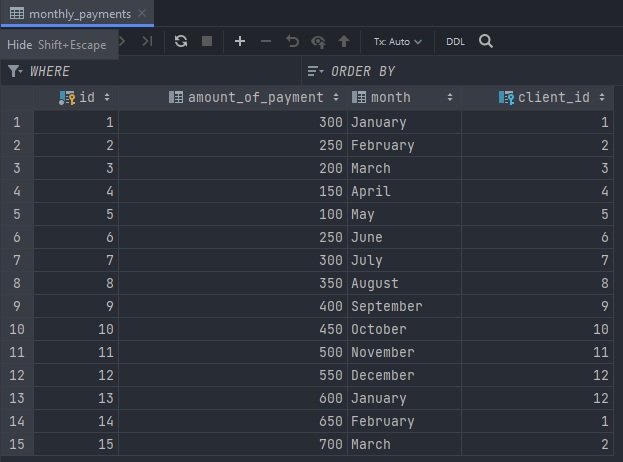 monthly_payments
Hide Shift+Escape
Tx: Auto DDL
WHERE ORDER BY
id amount_of_payment month client_id
1 1 300 January 1
2 2 250 February 2
3 3 200 March 3
4 4 150 April 4
5 5 100 May 5
6 6 250 June 6
7 7 300 July 7
8 8 350 August 8
9 9 400 September 9
10 10 450 October 10
11 11 500 November 11
12 12 550 December 12
13 13 600 January 12
14 14 650 February 1
15 15 700 March 2